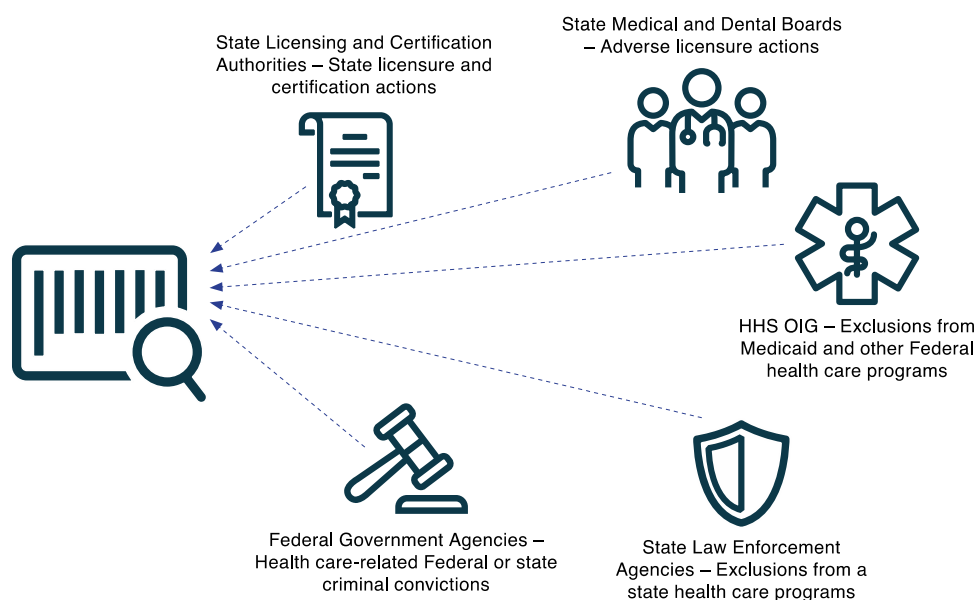 State Licensing and Certification
Authorities – State licensure and
certification actions
State Medical and Dental Boards
– Adverse licensure actions
HHS OIG – Exclusions from
Medicaid and other Federal
health care programs
Federal Government Agencies –
Health care-related Federal or state
criminal convictions
State Law Enforcement
Agencies – Exclusions from a
state health care programs